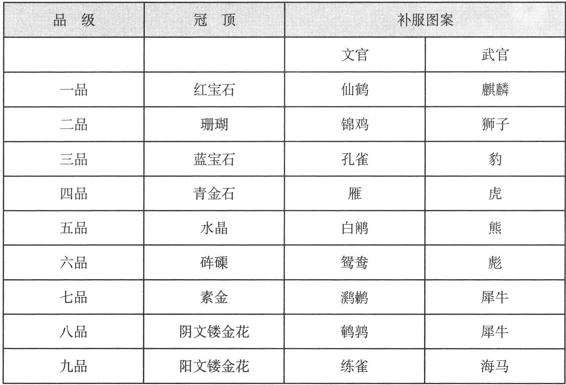 品 级 冠 顶 补服图案
文官 武官
一品 红宝石 仙鹤 麒麟
二品 珊瑚 锦鸡 狮子
三品 蓝宝石 孔雀 豹
四品 青金石 雁 虎
五品 水晶 白鹇 熊
六品 砗磲 鸳鸯 彪
七品 素金 鸂鶒 犀牛
八品 阴文镂金花 鹌鹑 犀牛
九品 阳文镂金花 练雀 海马